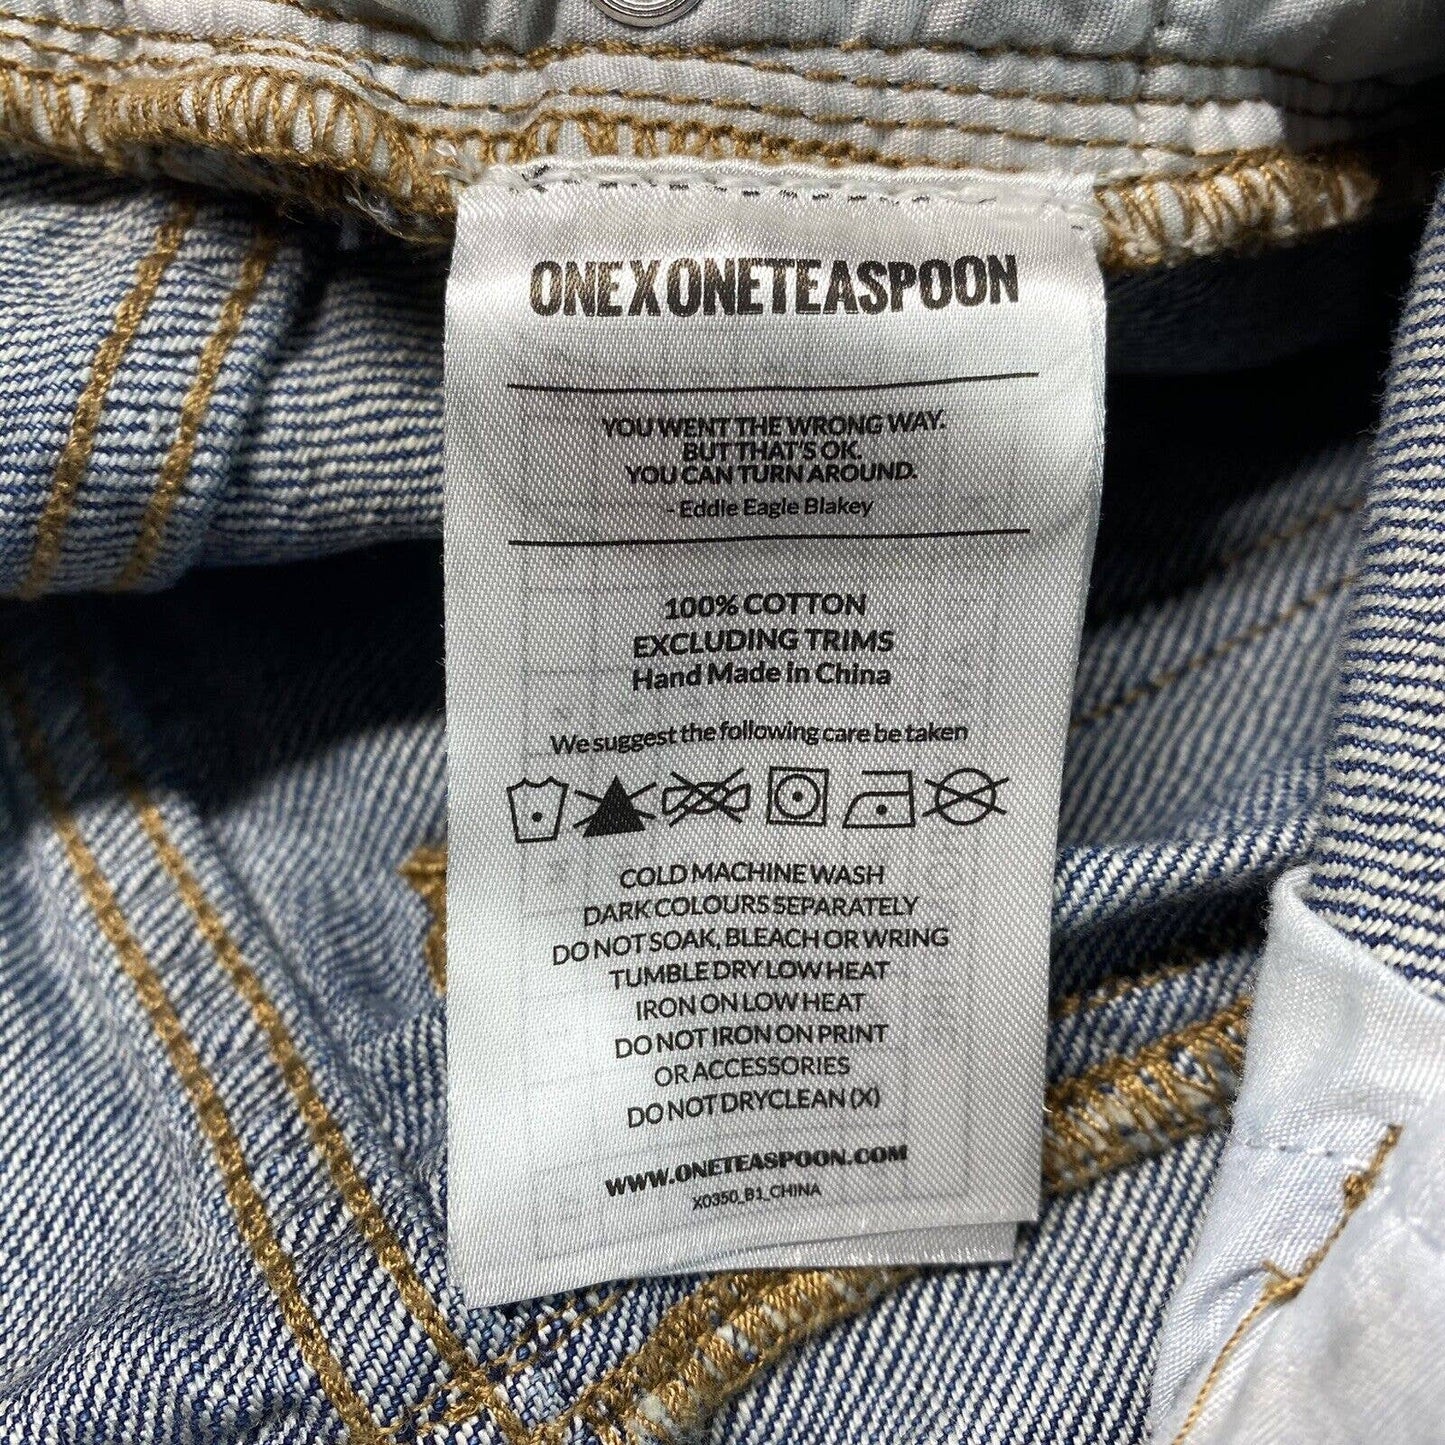 ONEXONETEASPOON
YOU WENT THE WRONG WAY.
BUT THAT'S OK.
YOU CAN TURN AROUND.
- Eddie Eagle Blakey
100% COTTON
EXCLUDING TRIMS
Hand Made in China
We suggest the following care be taken
COLD MACHINE WASH
DARK COLOURS SEPARATELY
DO NOT SOAK, BLEACH OR WRING
TUMBLE DRY LOW HEAT
IRON ON LOW HEAT
DO NOT IRON ON PRINT
OR ACCESSORIES
DO NOT DRYCLEAN (X)
WWW.ONETEASPOON.COM
X0350_B1_CHINA